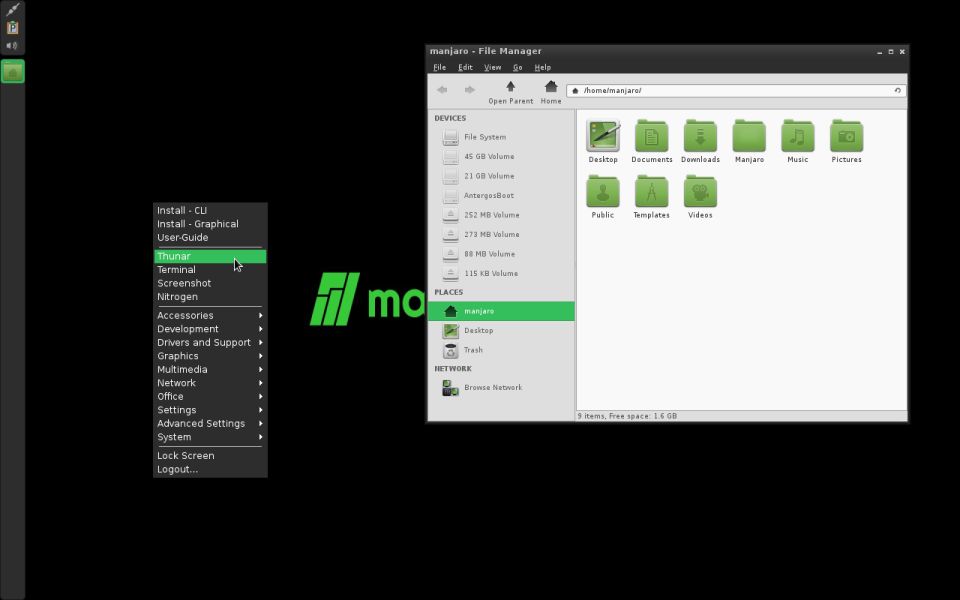 manjaro - File Manager
File Edit View Go Help
Open Parent Home
/home/manjaro/
DEVICES
File System
45 GB Volume
21 GB Volume
AntergosBoot
252 MB Volume
273 MB Volume
88 MB Volume
115 KB Volume
PLACES
manjaro
Desktop
Trash
NETWORK
Browse Network
Desktop Documents Downloads Manjaro Music Pictures
Public Templates Videos
9 items, Free space: 1.6 GB
Install - CLI
Install - Graphical
User-Guide
Thunar
Terminal
Screenshot
Nitrogen
Accessories
Development
Drivers and Support
Graphics
Multimedia
Network
Office
Settings
Advanced Settings
System
Lock Screen
Logout...
ma